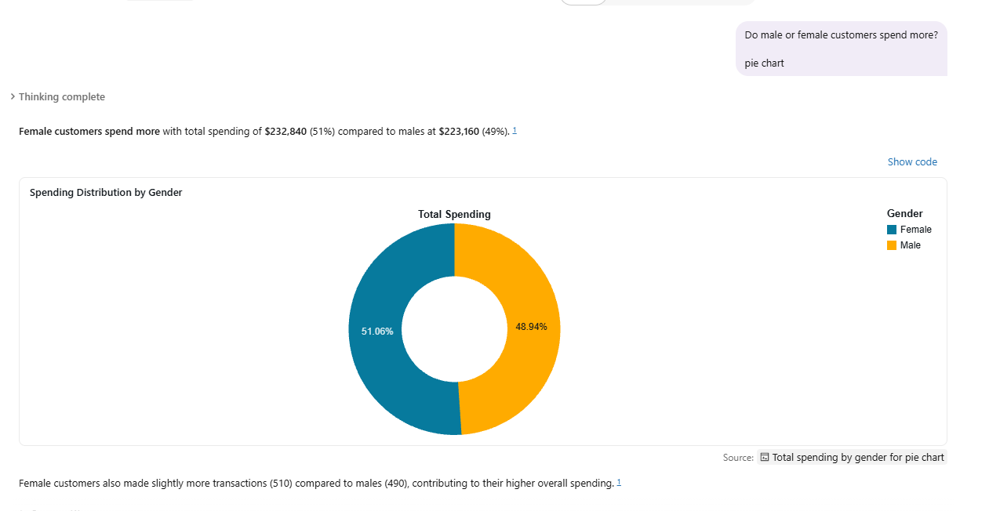 Do male or female customers spend more?
pie chart
Thinking complete
Female customers spend more with total spending of $232,840 (51%) compared to males at $223,160 (49%). 1
Show code
Spending Distribution by Gender
Total Spending
Gender
Female
Male
51.06%
48.94%
Source: Total spending by gender for pie chart
Female customers also made slightly more transactions (510) compared to males (490), contributing to their higher overall spending. 1